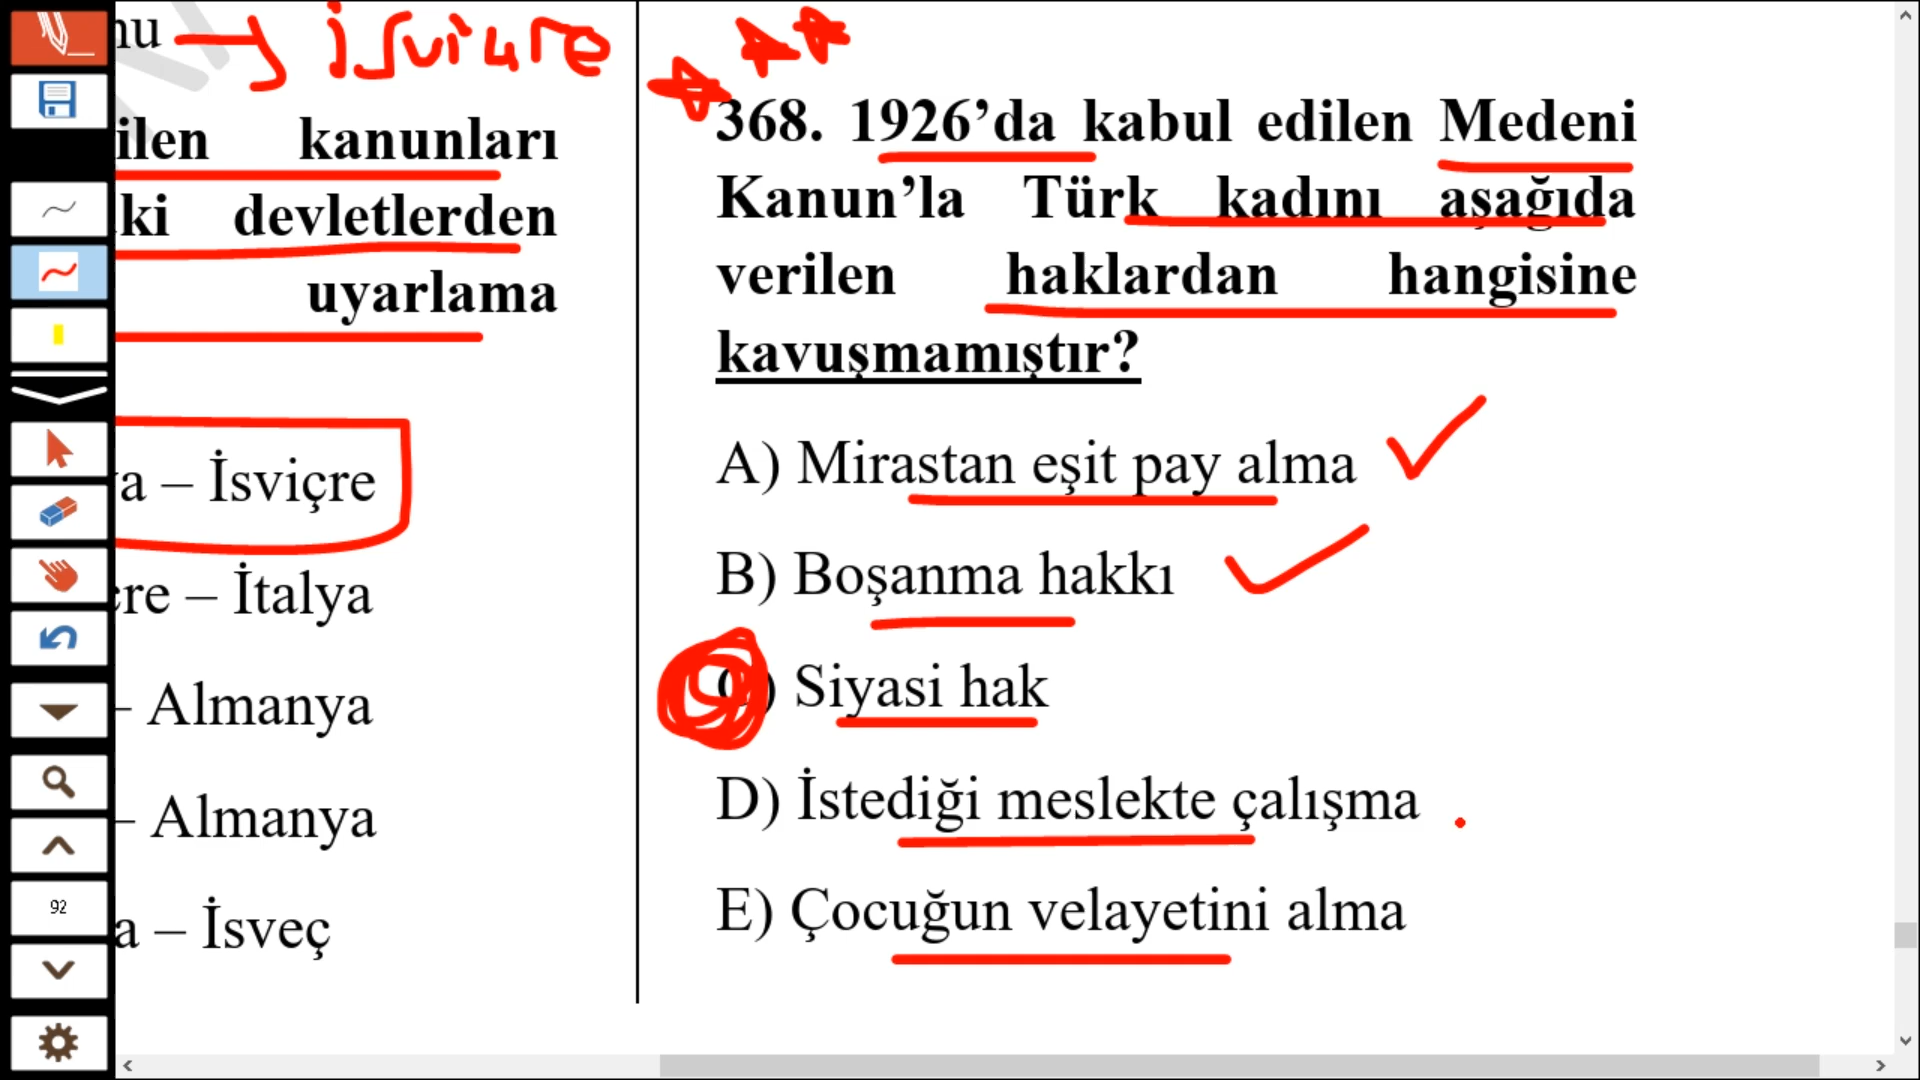 nu → isviçre
ilen kanunları
ki devletlerden
uyarlama
a – İsviçre
re – İtalya
– Almanya
– Almanya
a – İsveç
368. 1926’da kabul edilen Medeni
Kanun’la Türk kadını aşağıda
verilen haklardan hangisine
kavuşmamıştır?
A) Mirastan eşit pay alma
B) Boşanma hakkı
C) Siyasi hak
D) İstediği meslekte çalışma
E) Çocuğun velayetini alma
92